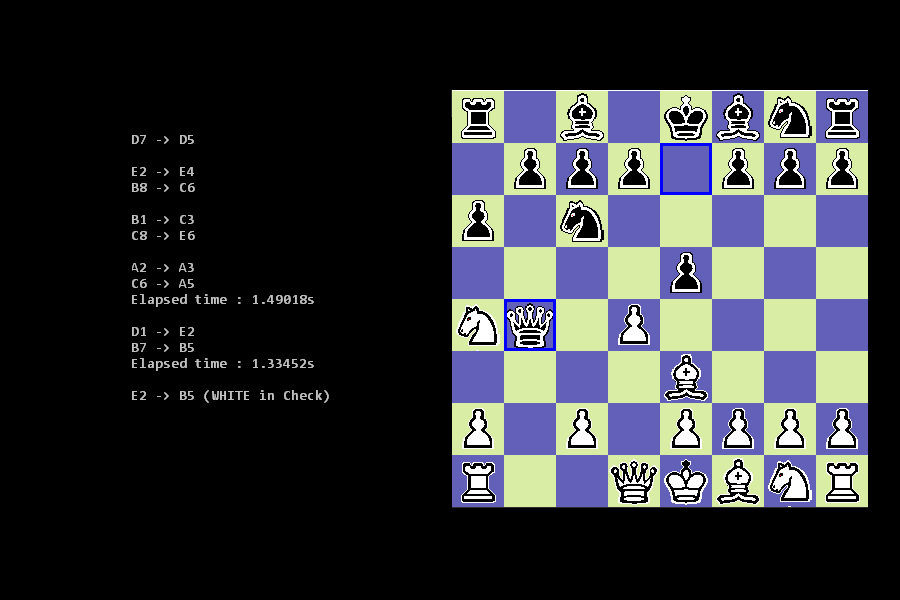 D7 -> D5
E2 -> E4
B8 -> C6
B1 -> C3
C8 -> E6
A2 -> A3
C6 -> A5
Elapsed time : 1.49018s
D1 -> E2
B7 -> B5
Elapsed time : 1.33452s
E2 -> B5 (WHITE in Check)